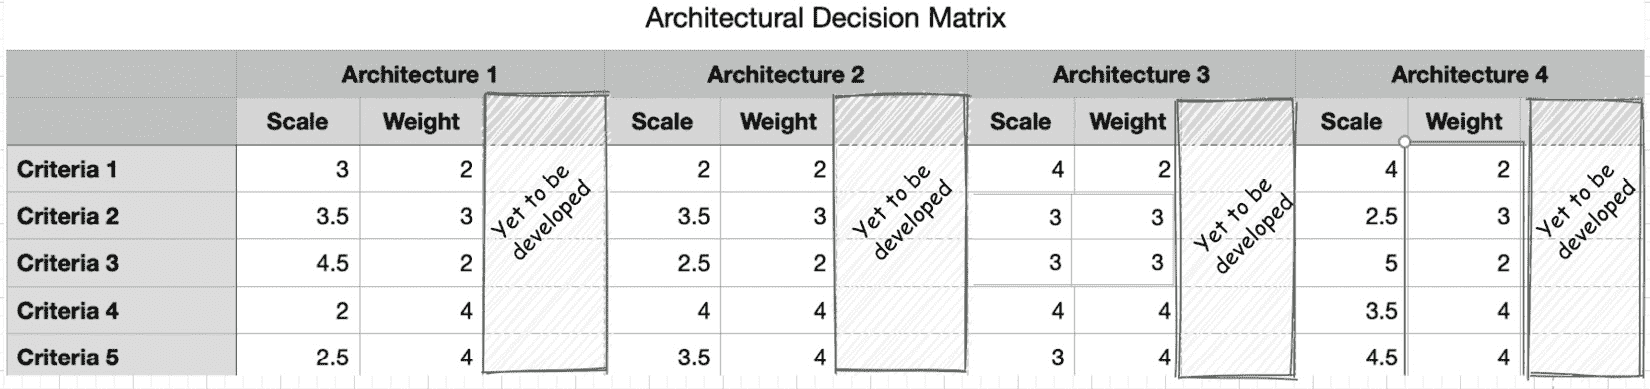 Architectural Decision Matrix
Architecture 1 Architecture 2 Architecture 3 Architecture 4
Scale Weight Scale Weight Scale Weight Scale Weight
Criteria 1 3 2 2 2 4 2 4 2
Criteria 2 3.5 3 3.5 3 3 3 2.5 3
Criteria 3 4.5 2 2.5 2 3 3 5 2
Criteria 4 2 4 4 4 4 4 3.5 4
Criteria 5 2.5 4 3.5 4 3 4 4.5 4
Yet to be
developed
Yet to be
developed
Yet to be
developed
Yet to be
developed